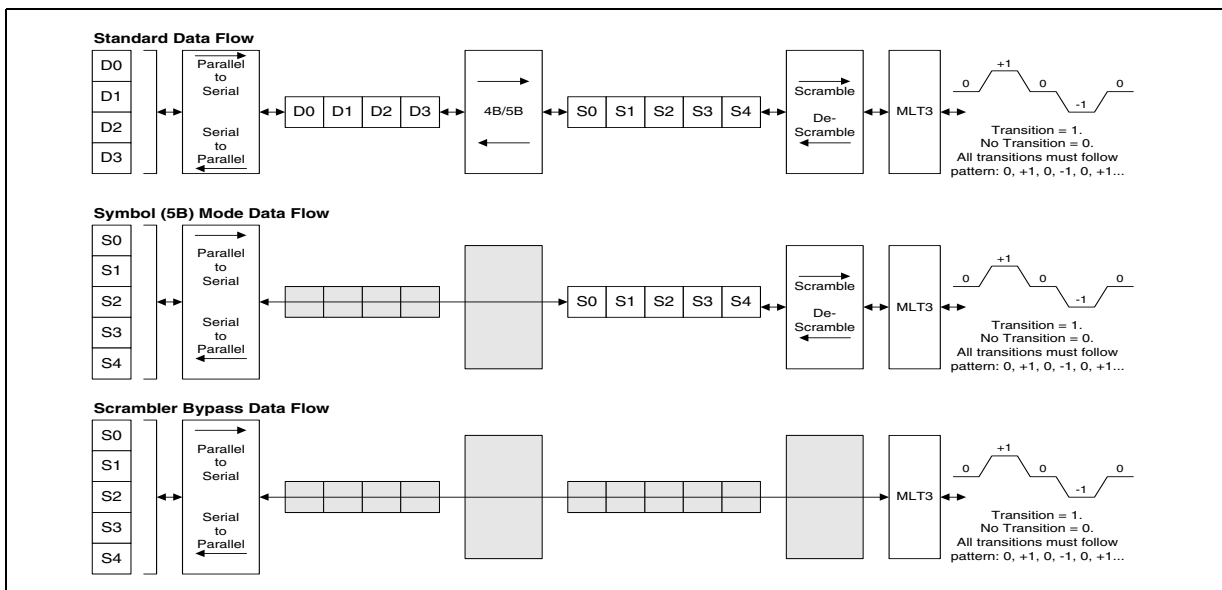 Standard Data Flow
D0
D1
D2
D3
Parallel
to
Serial
Serial
to
Parallel
D0 D1 D2 D3
4B/5B
S0 S1 S2 S3 S4
Scramble
De-
Scramble
MLT3
0 +1 0 -1 0
Transition = 1.
No Transition = 0.
All transitions must follow
pattern: 0, +1, 0, -1, 0, +1...
Symbol (5B) Mode Data Flow
S0
S1
S2
S3
S4
Parallel
to
Serial
Serial
to
Parallel
S0 S1 S2 S3 S4
Scramble
De-
Scramble
MLT3
0 +1 0 -1 0
Transition = 1.
No Transition = 0.
All transitions must follow
pattern: 0, +1, 0, -1, 0, +1...
Scrambler Bypass Data Flow
S0
S1
S2
S3
S4
Parallel
to
Serial
Serial
to
Parallel
MLT3
0 +1 0 -1 0
Transition = 1.
No Transition = 0.
All transitions must follow
pattern: 0, +1, 0, -1, 0, +1...